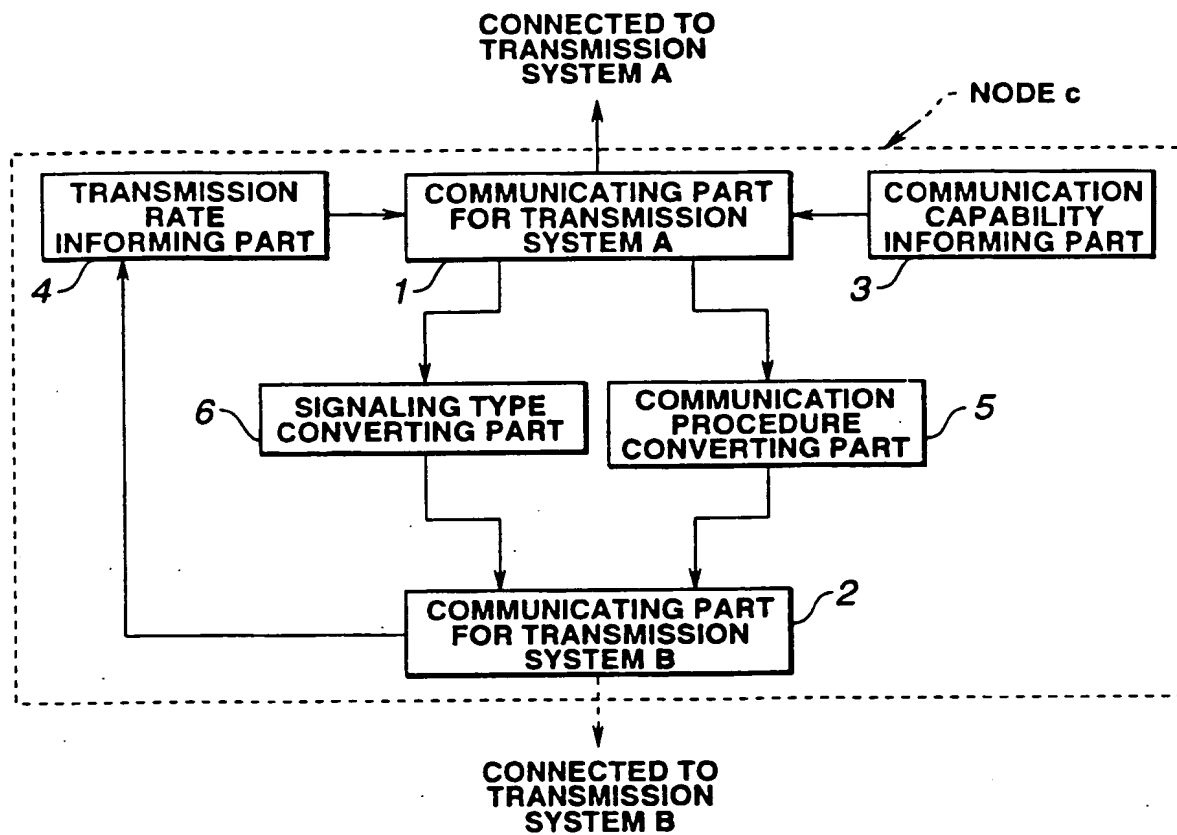 CONNECTED TO
TRANSMISSION
SYSTEM A
NODE c
TRANSMISSION
RATE
INFORMING PART
4
COMMUNICATING PART
FOR TRANSMISSION
SYSTEM A
1
COMMUNICATION
CAPABILITY
INFORMING PART
3
6
SIGNALING TYPE
CONVERTING PART
COMMUNICATION
PROCEDURE
CONVERTING PART
5
COMMUNICATING PART
FOR TRANSMISSION
SYSTEM B
2
CONNECTED TO
TRANSMISSION
SYSTEM B